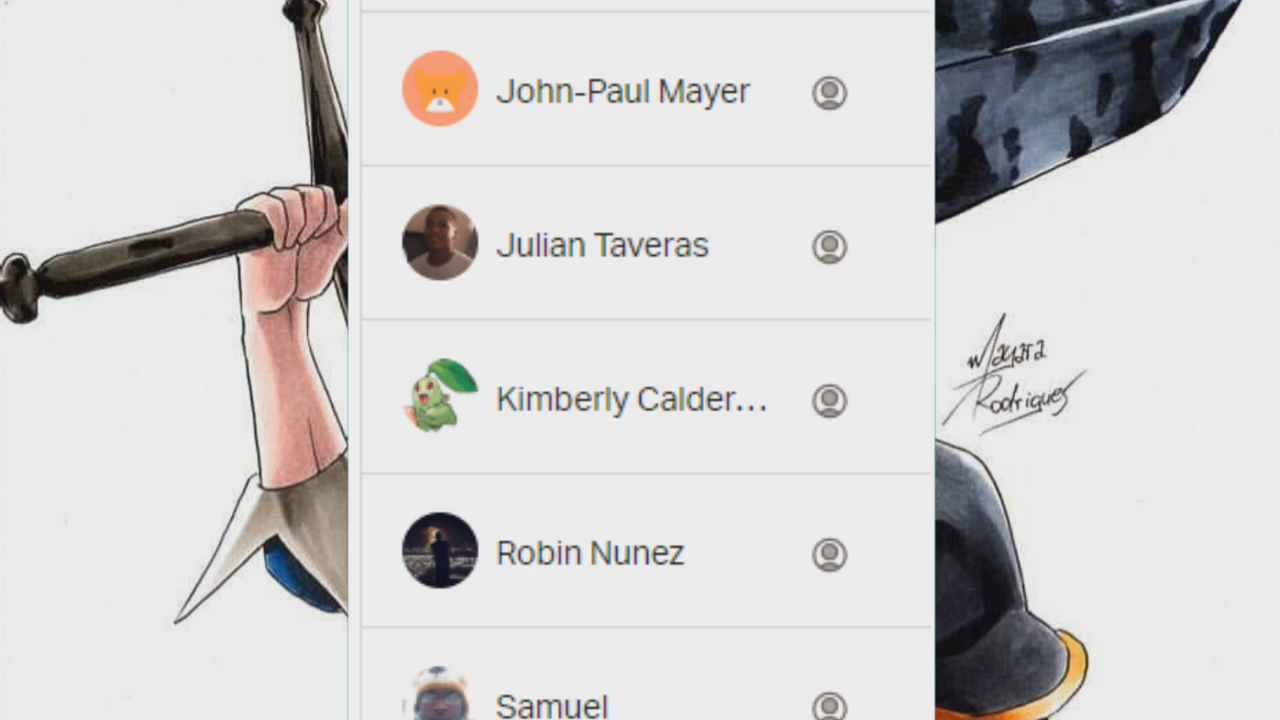 John-Paul Mayer
Julian Taveras
Kimberly Calder...
Robin Nunez
Samuel
Mayara
Rodrigues